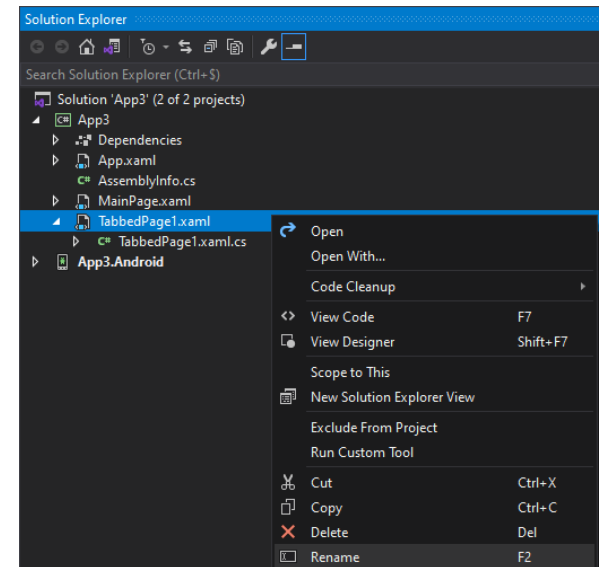 Solution Explorer
Search Solution Explorer (Ctrl+$)
Solution 'App3' (2 of 2 projects)
C# App3
Dependencies
App.xaml
C# AssemblyInfo.cs
MainPage.xaml
TabbedPage1.xaml
C# TabbedPage1.xaml.cs
App3.Android
Open
Open With...
Code Cleanup
View Code F7
View Designer Shift+F7
Scope to This
New Solution Explorer View
Exclude From Project
Run Custom Tool
Cut Ctrl+X
Copy Ctrl+C
Delete Del
Rename F2